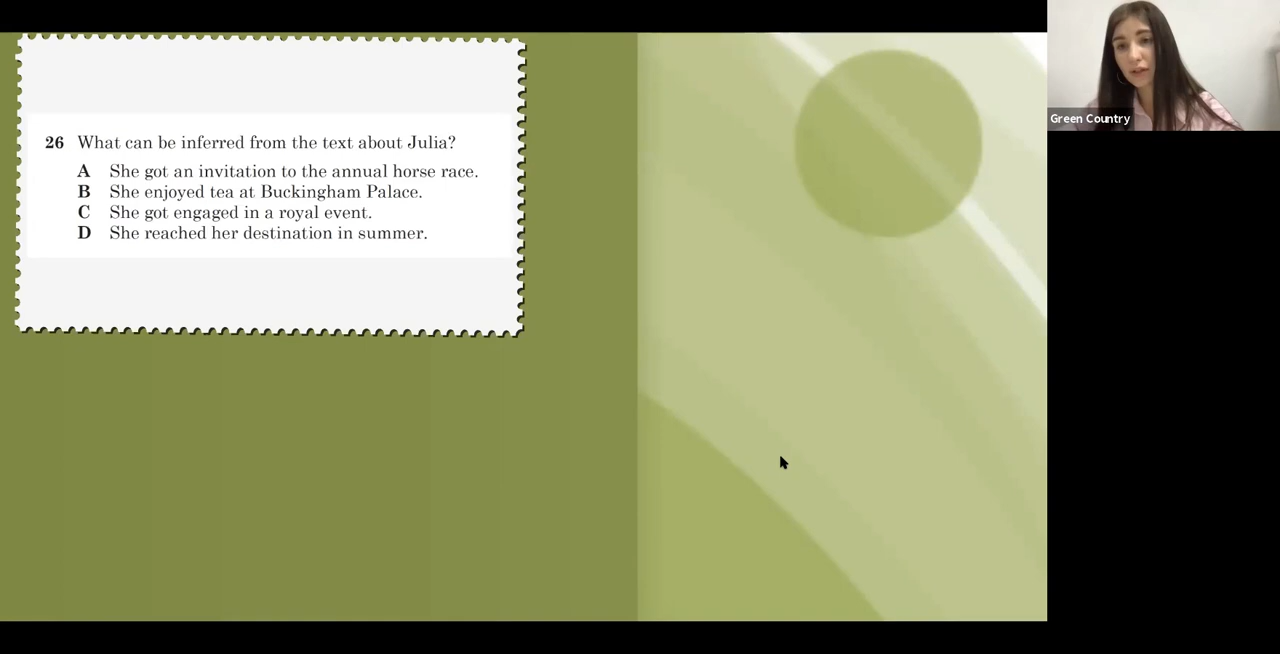 26 What can be inferred from the text about Julia?
A She got an invitation to the annual horse race.
B She enjoyed tea at Buckingham Palace.
C She got engaged in a royal event.
D She reached her destination in summer.
Green Country